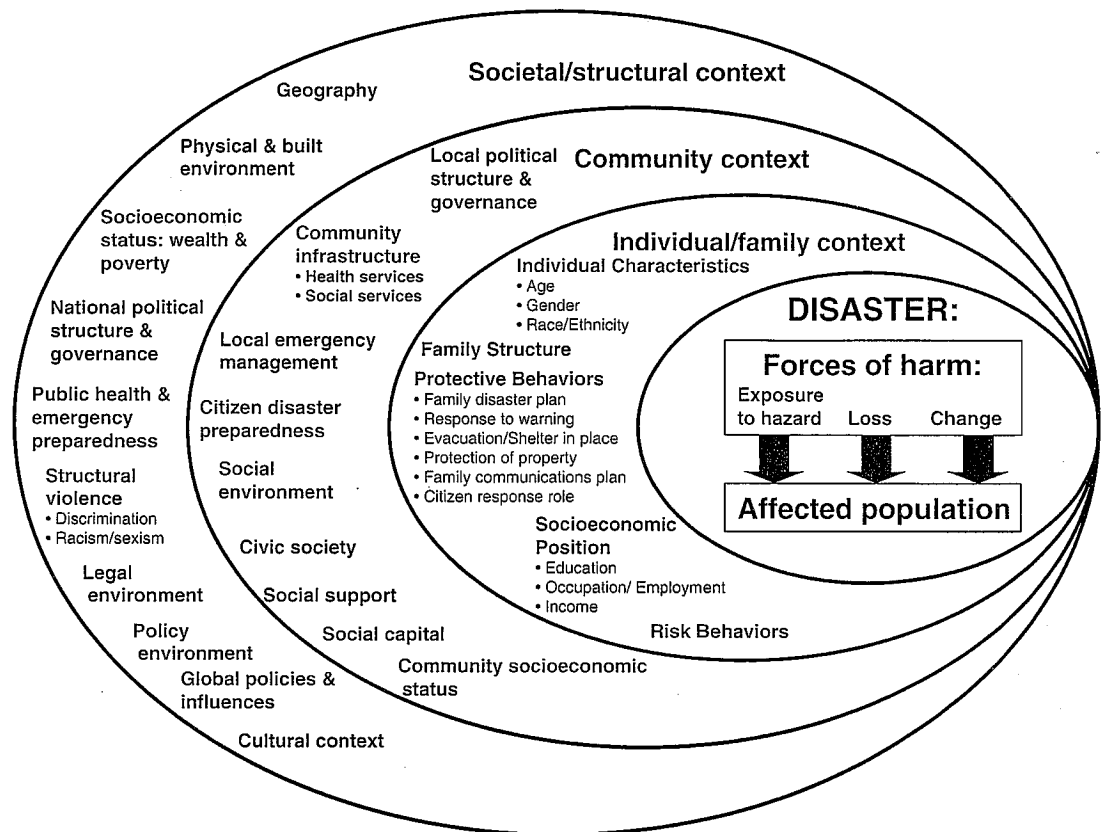 Societal/structural context
Geography
Physical & built
environment
Socioeconomic
status: wealth &
poverty
National political
structure &
governance
Public health &
emergency
preparedness
Structural
violence
• Discrimination
• Racism/sexism
Legal
environment
Policy
environment
Global policies &
influences
Cultural context
Community context
Local political
structure &
governance
Community
infrastructure
• Health services
• Social services
Local emergency
management
Citizen disaster
preparedness
Social
environment
Civic society
Social support
Social capital
Community socioeconomic
status
Individual/family context
Individual Characteristics
• Age
• Gender
• Race/Ethnicity
Family Structure
Protective Behaviors
• Family disaster plan
• Response to warning
• Evacuation/Shelter in place
• Protection of property
• Family communications plan
• Citizen response role
Socioeconomic
Position
• Education
• Occupation/ Employment
• Income
Risk Behaviors
DISASTER:
Forces of harm:
Exposure
to hazard Loss Change
Affected population